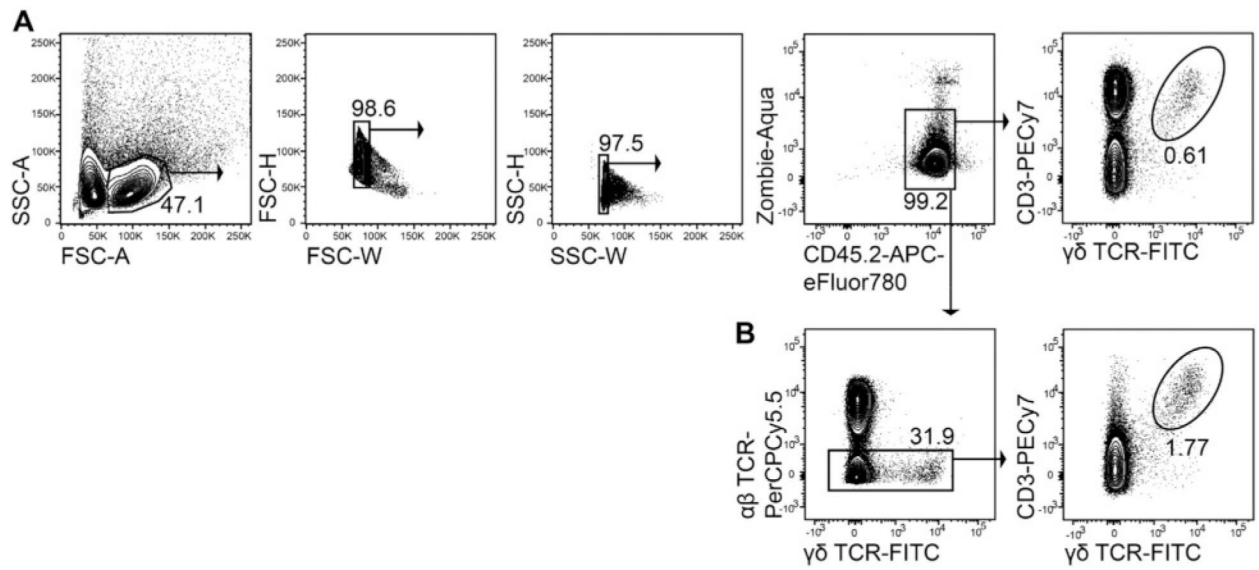 A
250K
200K
150K
100K
50K
0
SSC-A
47.1
0 50K 100K 150K 200K 250K
FSC-A
250K
200K
150K
100K
50K
0
FSC-H
98.6
0 50K 100K 150K 200K 250K
FSC-W
250K
200K
150K
100K
50K
0
SSC-H
97.5
0 50K 100K 150K 200K 250K
SSC-W
10^5
10^4
10^3
0
-10^3
Zombie-Aqua
99.2
-10^3 0 10^4 10^5
CD45.2-APC-
eFluor780
10^5
10^4
10^3
0
-10^3
CD3-PECy7
0.61
-10^3 0 10^3 10^4 10^5
γδ TCR-FITC
B
10^5
10^4
10^3
0
-10^3
αβ TCR-
PerCPCy5.5
31.9
-10^3 0 10^3 10^4 10^5
γδ TCR-FITC
10^5
10^4
10^3
0
-10^3
CD3-PECy7
1.77
-10^3 0 10^3 10^4 10^5
γδ TCR-FITC